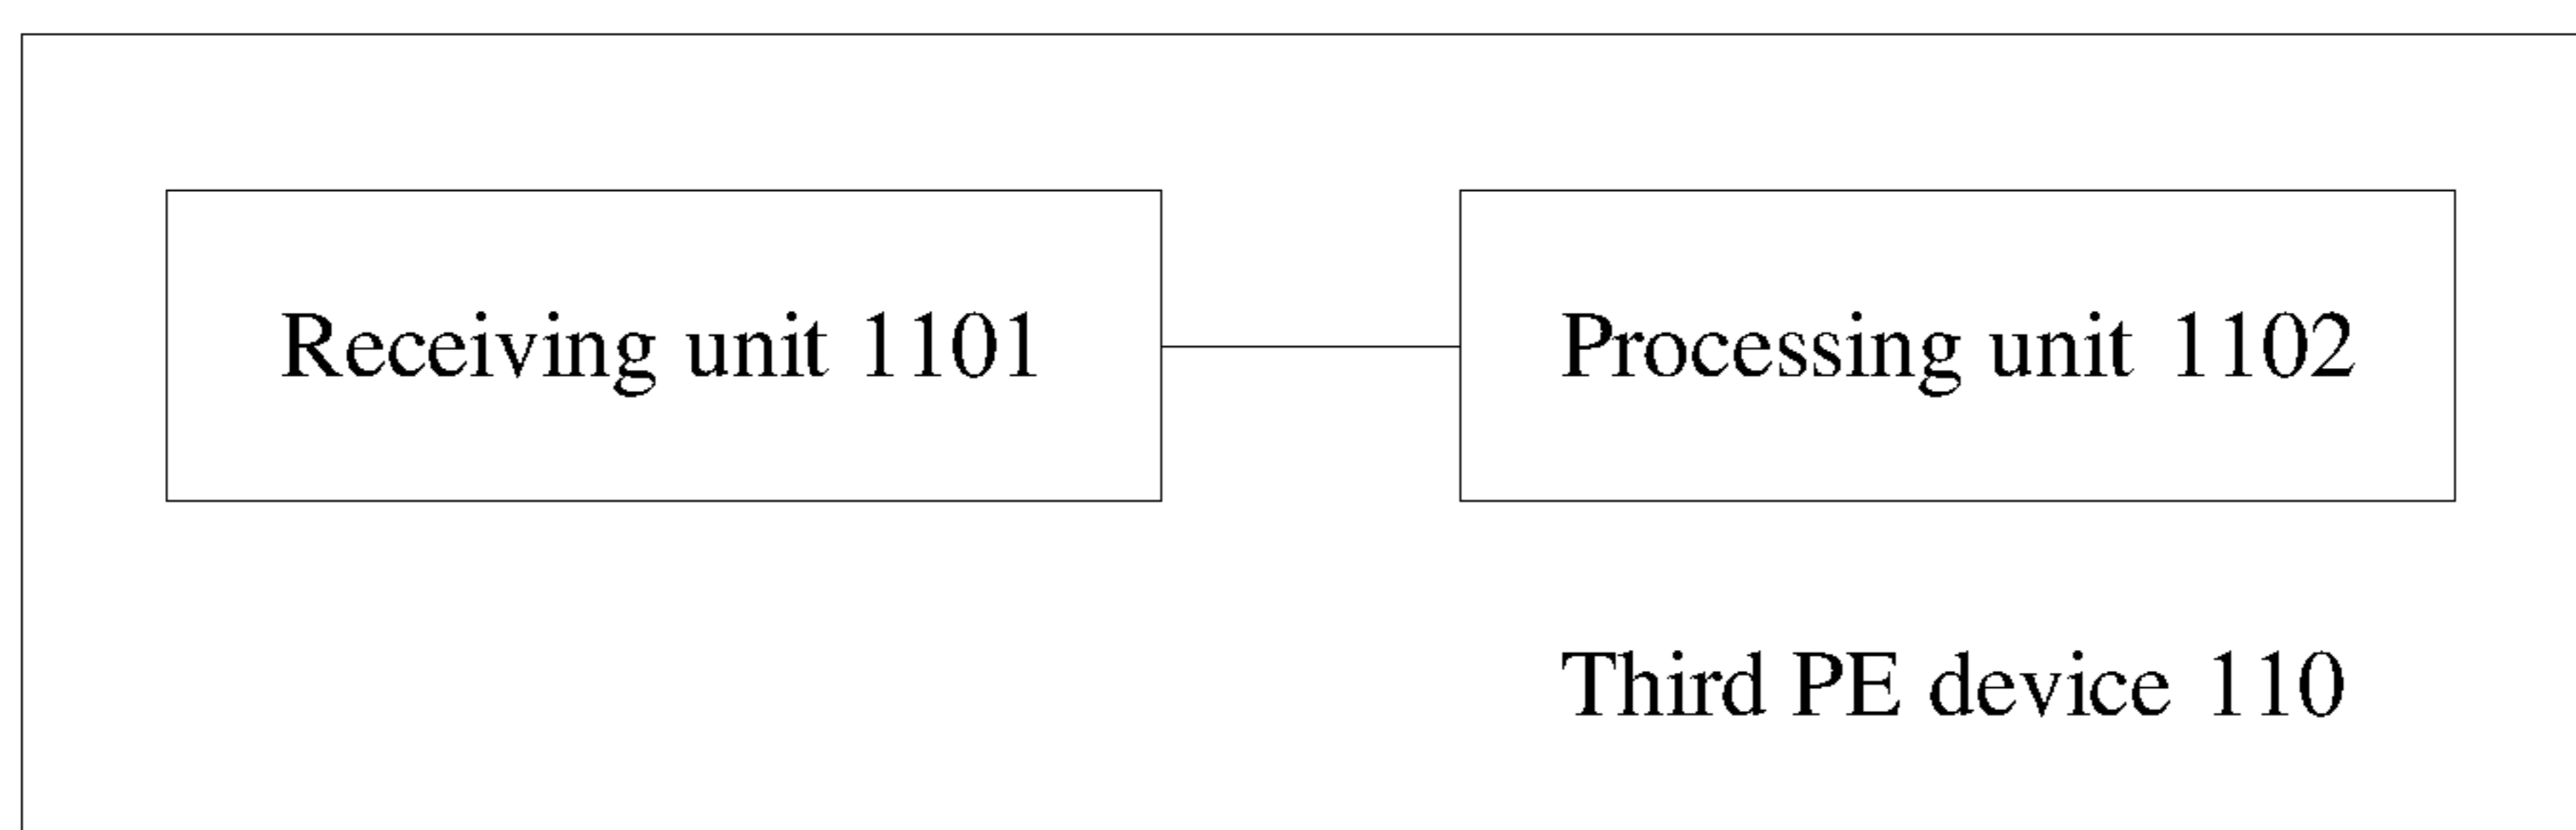 Receiving unit 1101
Processing unit 1102
Third PE device 110